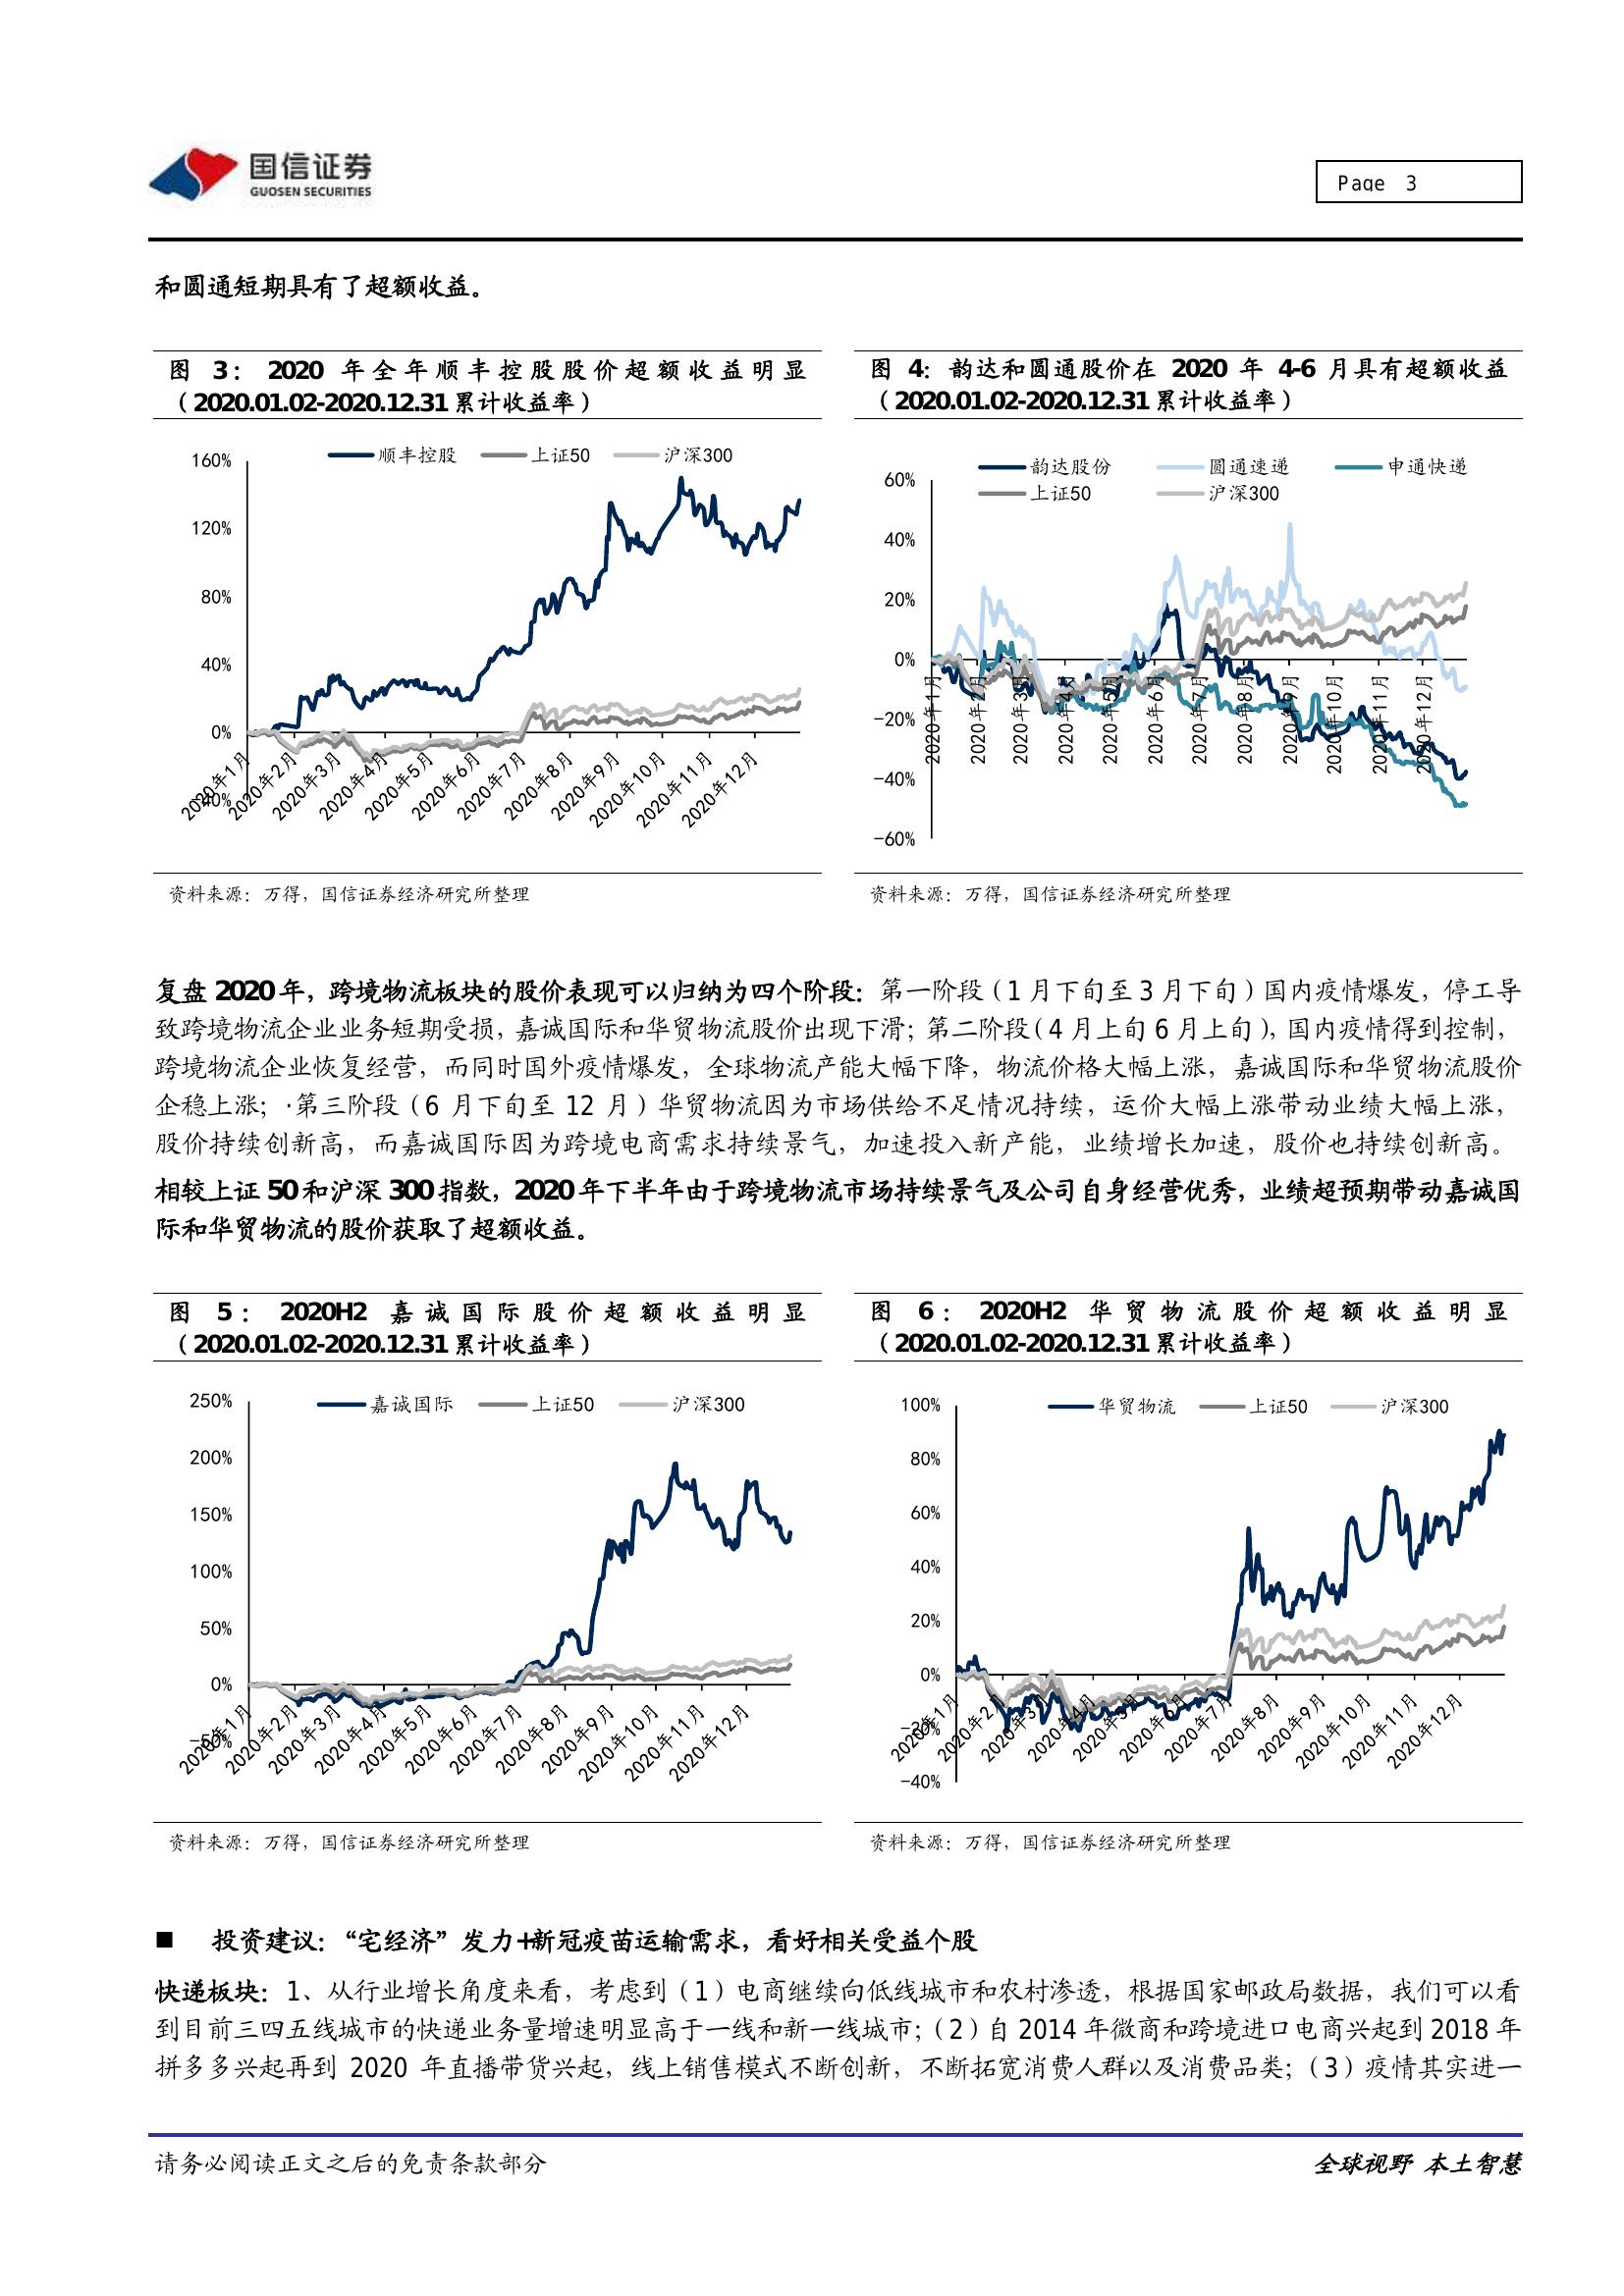 国信证券
GUOSEN SECURITIES
Page 3
和圆通短期具有了超额收益。
图 3： 2020 年全年顺丰控股股价超额收益明显
（2020.01.02-2020.12.31 累计收益率）
顺丰控股 上证50 沪深300
160%
120%
80%
40%
0%
-40%
2020年1月 2020年2月 2020年3月 2020年4月 2020年5月 2020年6月 2020年7月 2020年8月 2020年9月 2020年10月 2020年11月 2020年12月
资料来源：万得，国信证券经济研究所整理
图 4: 韵达和圆通股价在 2020 年 4-6 月具有超额收益
（2020.01.02-2020.12.31 累计收益率）
韵达股份 圆通速递 申通快递
上证50 沪深300
60%
40%
20%
0%
-20%
-40%
-60%
2020年1月 2020年2月 2020年3月 2020年4月 2020年5月 2020年6月 2020年7月 2020年8月 2020年9月 2020年10月 2020年11月 2020年12月
资料来源：万得，国信证券经济研究所整理
复盘 2020 年，跨境物流板块的股价表现可以归纳为四个阶段：第一阶段（1 月下旬至 3 月下旬）国内疫情爆发，停工导
致跨境物流企业业务短期受损，嘉诚国际和华贸物流股价出现下滑；第二阶段（4 月上旬 6 月上旬），国内疫情得到控制，
跨境物流企业恢复经营，而同时国外疫情爆发，全球物流产能大幅下降，物流价格大幅上涨，嘉诚国际和华贸物流股价
企稳上涨；·第三阶段（6 月下旬至 12 月）华贸物流因为市场供给不足情况持续，运价大幅上涨带动业绩大幅上涨，
股价持续创新高，而嘉诚国际因为跨境电商需求持续景气，加速投入新产能，业绩增长加速，股价也持续创新高。
相较上证 50 和沪深 300 指数，2020 年下半年由于跨境物流市场持续景气及公司自身经营优秀，业绩超预期带动嘉诚国
际和华贸物流的股价获取了超额收益。
图 5： 2020H2 嘉诚国际股价超额收益明显
（2020.01.02-2020.12.31 累计收益率）
嘉诚国际 上证50 沪深300
250%
200%
150%
100%
50%
0%
-50%
2020年1月 2020年2月 2020年3月 2020年4月 2020年5月 2020年6月 2020年7月 2020年8月 2020年9月 2020年10月 2020年11月 2020年12月
资料来源：万得，国信证券经济研究所整理
图 6： 2020H2 华贸物流股价超额收益明显
（2020.01.02-2020.12.31 累计收益率）
华贸物流 上证50 沪深300
100%
80%
60%
40%
20%
0%
-20%
-40%
2020年1月 2020年2月 2020年3月 2020年4月 2020年5月 2020年6月 2020年7月 2020年8月 2020年9月 2020年10月 2020年11月 2020年12月
资料来源：万得，国信证券经济研究所整理
■ 投资建议：“宅经济”发力+新冠疫苗运输需求，看好相关受益个股
快递板块：1、从行业增长角度来看，考虑到（1）电商继续向低线城市和农村渗透，根据国家邮政局数据，我们可以看
到目前三四五线城市的快递业务量增速明显高于一线和新一线城市；（2）自 2014 年微商和跨境进口电商兴起到 2018 年
拼多多兴起再到 2020 年直播带货兴起，线上销售模式不断创新，不断拓宽消费人群以及消费品类；（3）疫情其实进一
请务必阅读正文之后的免责条款部分
全球视野 本土智慧